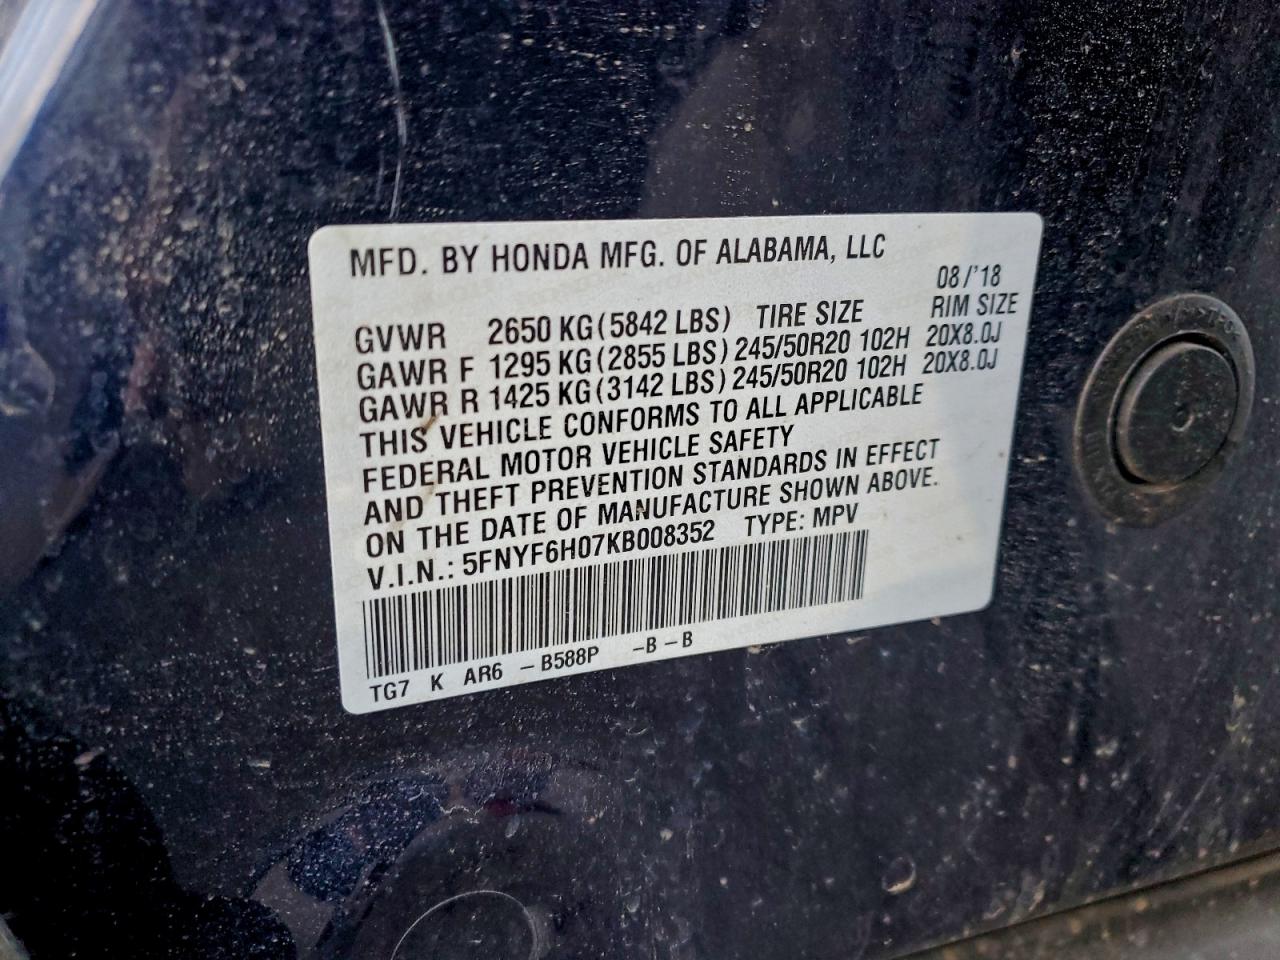 MFD. BY HONDA MFG. OF ALABAMA, LLC
08/'18
GVWR 2650 KG(5842 LBS) TIRE SIZE RIM SIZE
GAWR F 1295 KG(2855 LBS) 245/50R20 102H 20X8.0J
GAWR R 1425 KG(3142 LBS) 245/50R20 102H 20X8.0J
THIS VEHICLE CONFORMS TO ALL APPLICABLE
FEDERAL MOTOR VEHICLE SAFETY
AND THEFT PREVENTION STANDARDS IN EFFECT
ON THE DATE OF MANUFACTURE SHOWN ABOVE.
V.I.N.: 5FNYF6H07KB008352 TYPE: MPV
TG7 K AR6 -B588P -B-B